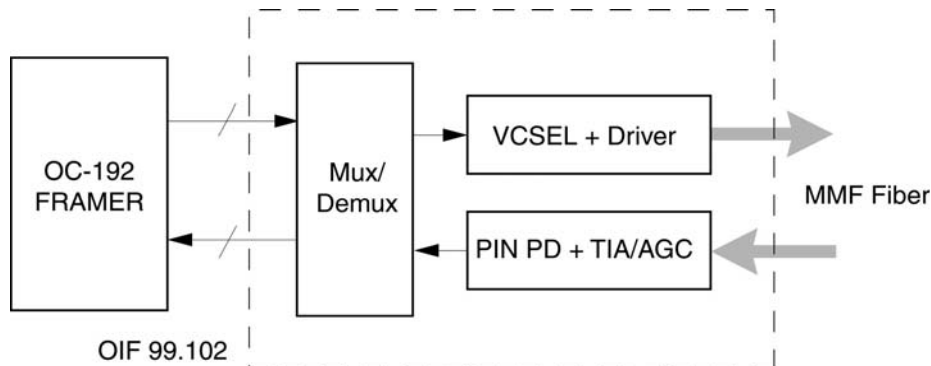 OC-192
FRAMER
Mux/
Demux
VCSEL + Driver
PIN PD + TIA/AGC
MMF Fiber
OIF 99.102